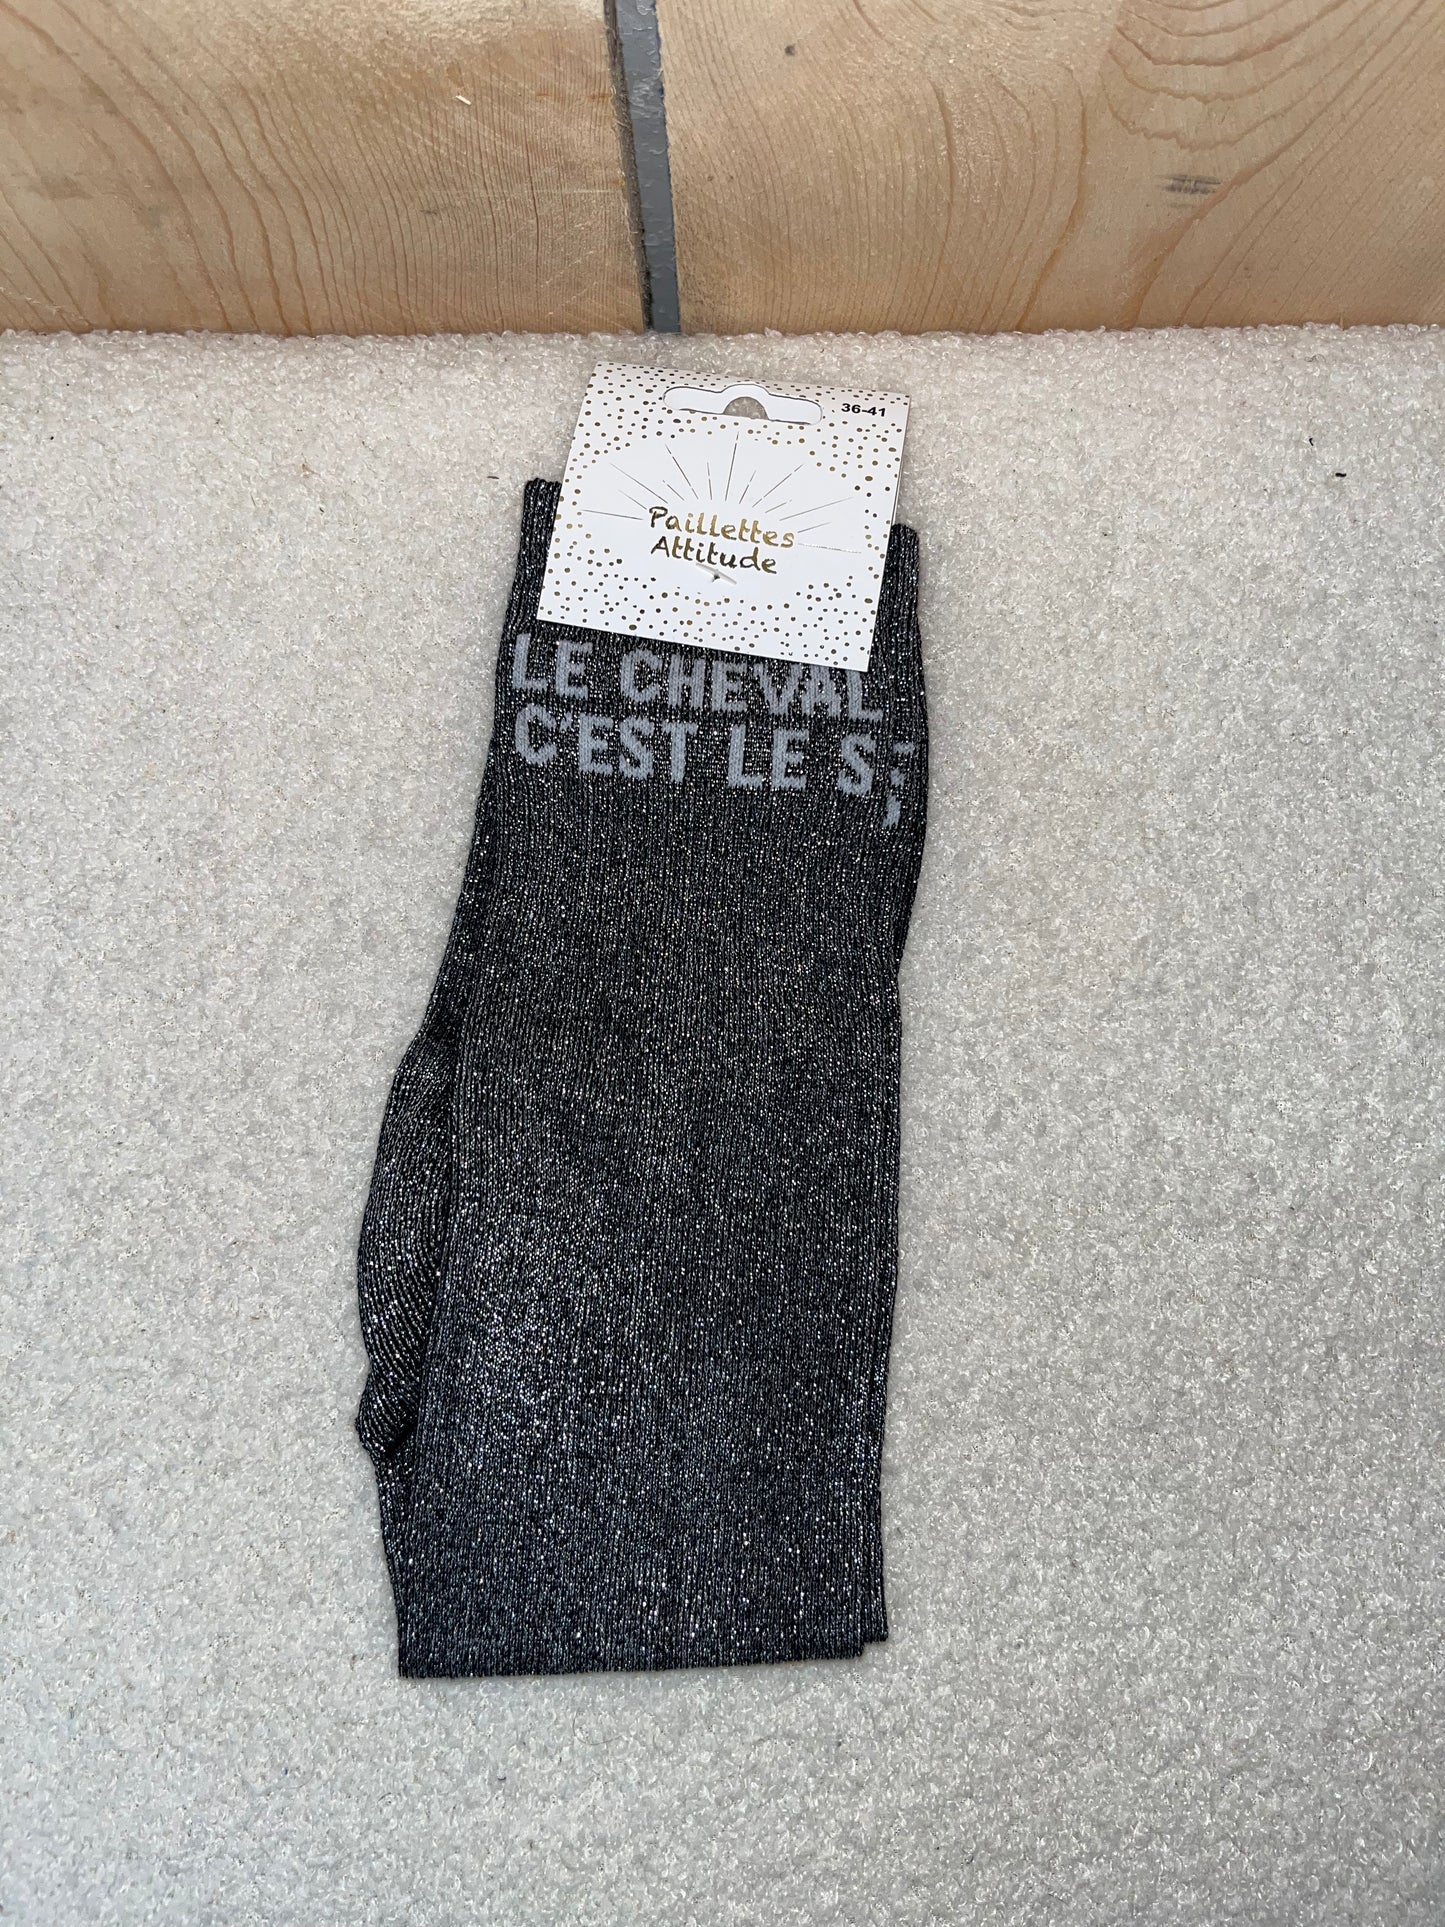 36-41
Paillettes
Attitude
LE CHEVAL
C'EST LE S